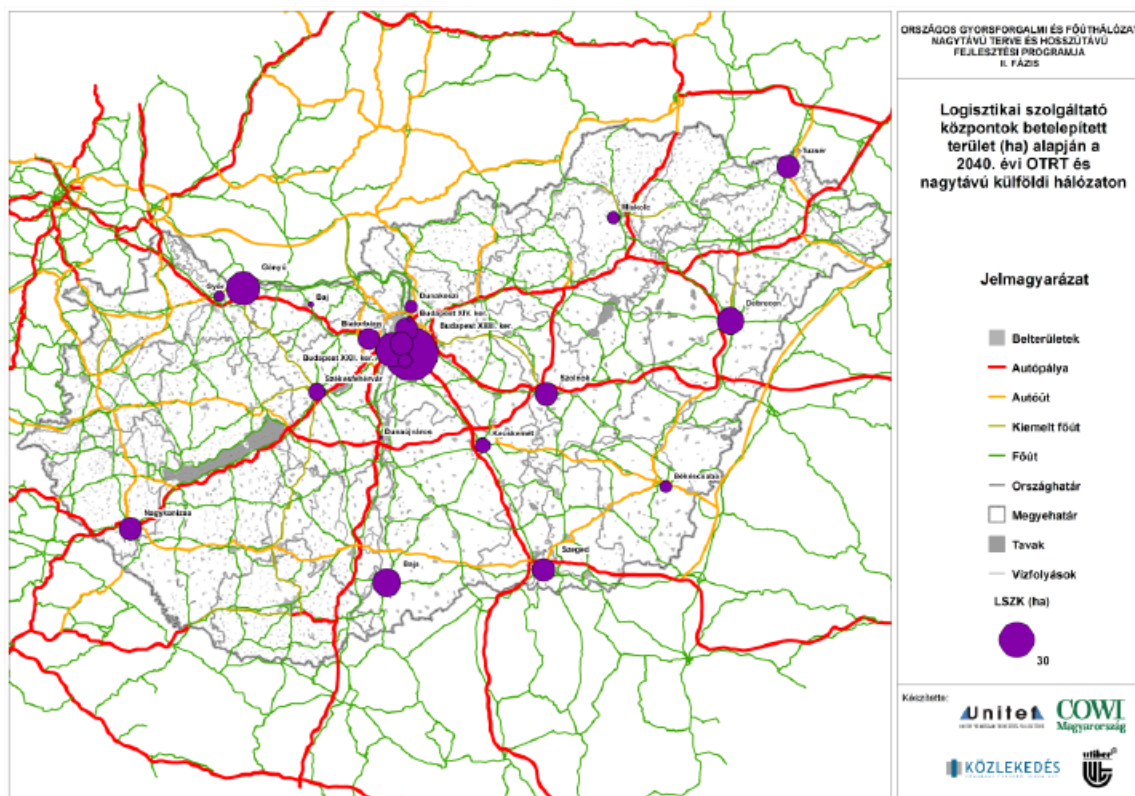 ORSZÁGOS GYORSFORGALMI ÉS FŐÚTHÁLÓZAT
NAGYTÁVÚ TERVE ÉS HOSSZÚTÁVÚ
FEJLESZTÉSI PROGRAMJA
II. FÁZIS
Logisztikai szolgáltató
központok betelepített
terület (ha) alapján a
2040. évi OTRT és
nagytávú külföldi hálózaton
Jelmagyarázat
Belterületek
Autópálya
Autóút
Kiemelt főút
Főút
Országhatár
Megyehatár
Tavak
Vízfolyások
LSZK (ha)
30
Készítette:
Unitef
COWI
Magyarország
KÖZLEKEDÉS
Uvater
Tuzsér
Miskolc
Gönyű
Győr
Baj
Dunakeszi
Budapest XIV. ker.
Budapest XXIII. ker.
Biatorbágy
Budapest XXI. ker.
Debrecen
Székesfehérvár
Szolnok
Dunaújváros
Kecskemét
Békéscsaba
Nagykanizsa
Szeged
Baja